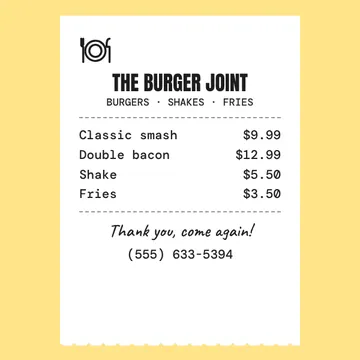 THE BURGER JOINT
BURGERS · SHAKES · FRIES
Classic smash $9.99
Double bacon $12.99
Shake $5.50
Fries $3.50
Thank you, come again!
(555) 633-5394